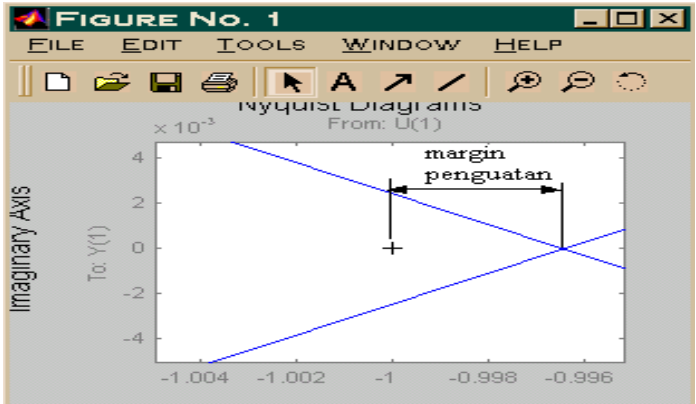 FIGURE NO. 1
FILE EDIT TOOLS WINDOW HELP
A
Nyquist Diagrams
× 10⁻³
From: U(1)
margin
penguatan
4
2
0
-2
-4
Imaginary Axis
To: Y(1)
-1.004 -1.002 -1 -0.998 -0.996